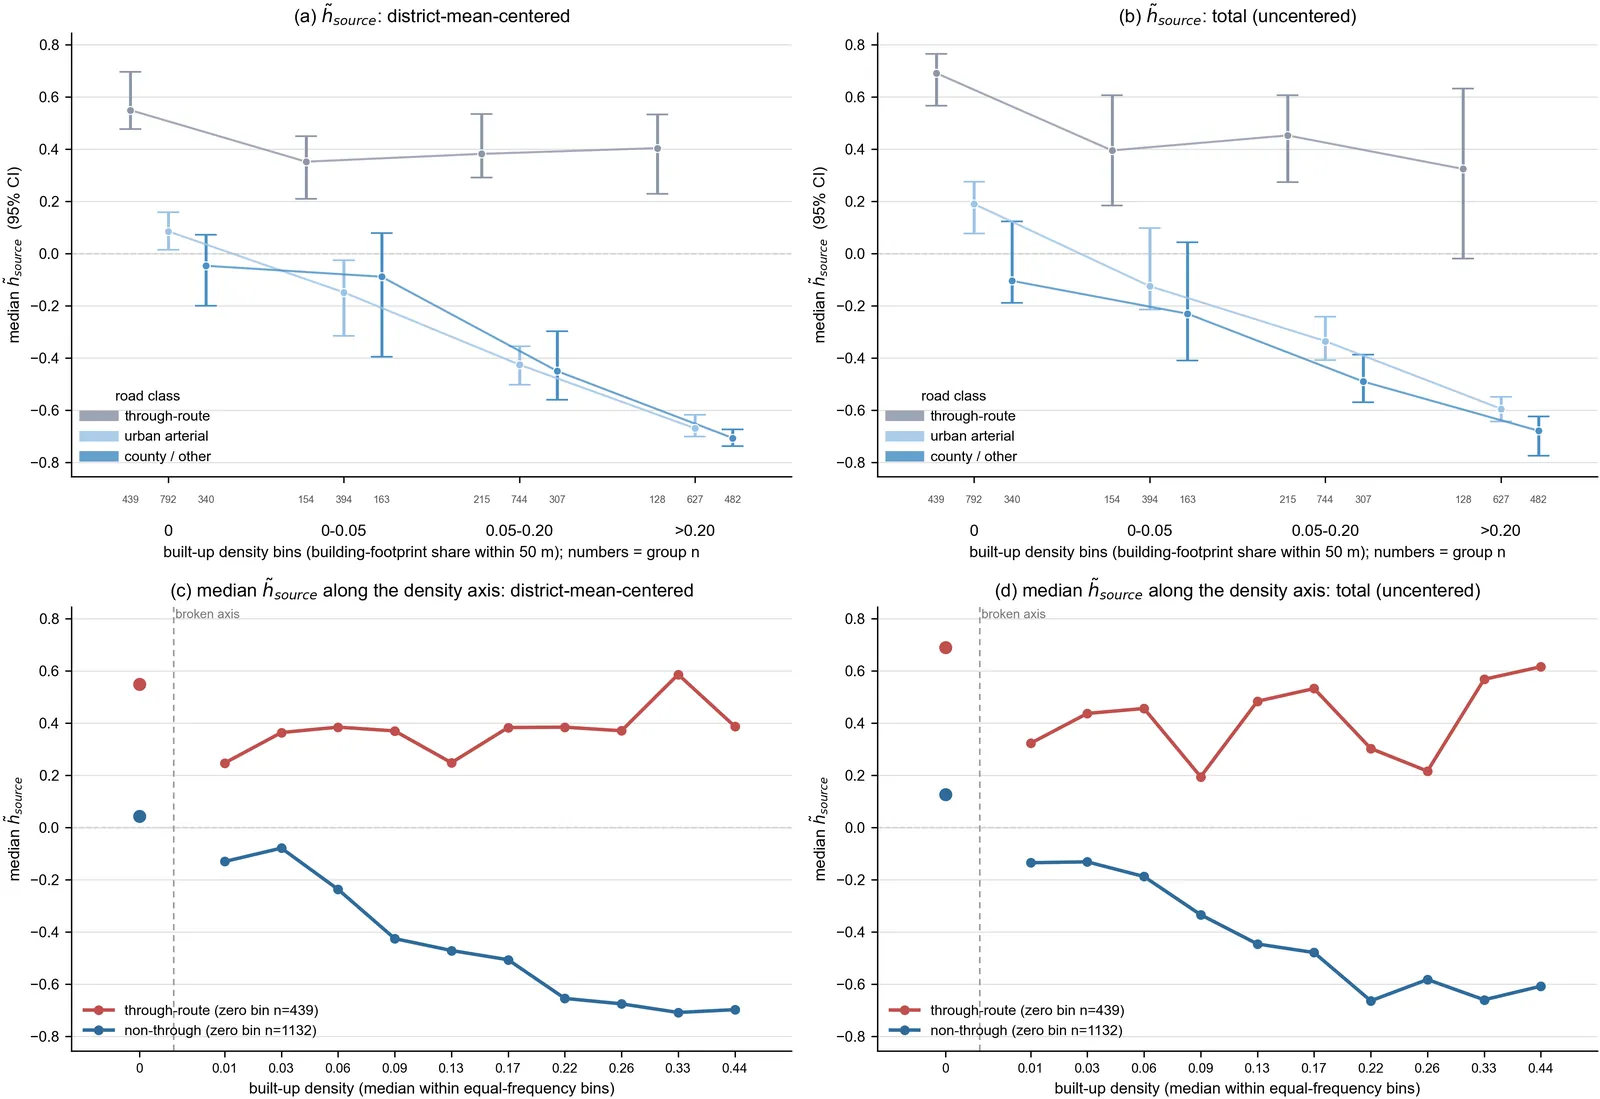 (a) h̃source: district-mean-centered
0.8
0.6
0.4
0.2
0.0
−0.2
−0.4
−0.6
−0.8
median h̃source (95% CI)
road class
through-route
urban arterial
county / other
439 792 340 154 394 163 215 744 307 128 627 482
0 0-0.05 0.05-0.20 >0.20
built-up density bins (building-footprint share within 50 m); numbers = group n
(b) h̃source: total (uncentered)
0.8
0.6
0.4
0.2
0.0
−0.2
−0.4
−0.6
−0.8
median h̃source (95% CI)
road class
through-route
urban arterial
county / other
439 792 340 154 394 163 215 744 307 128 627 482
0 0-0.05 0.05-0.20 >0.20
built-up density bins (building-footprint share within 50 m); numbers = group n
(c) median h̃source along the density axis: district-mean-centered
broken axis
0.8
0.6
0.4
0.2
0.0
−0.2
−0.4
−0.6
−0.8
median h̃source
through-route (zero bin n=439)
non-through (zero bin n=1132)
0 0.01 0.03 0.06 0.09 0.13 0.17 0.22 0.26 0.33 0.44
built-up density (median within equal-frequency bins)
(d) median h̃source along the density axis: total (uncentered)
broken axis
0.8
0.6
0.4
0.2
0.0
−0.2
−0.4
−0.6
−0.8
median h̃source
through-route (zero bin n=439)
non-through (zero bin n=1132)
0 0.01 0.03 0.06 0.09 0.13 0.17 0.22 0.26 0.33 0.44
built-up density (median within equal-frequency bins)